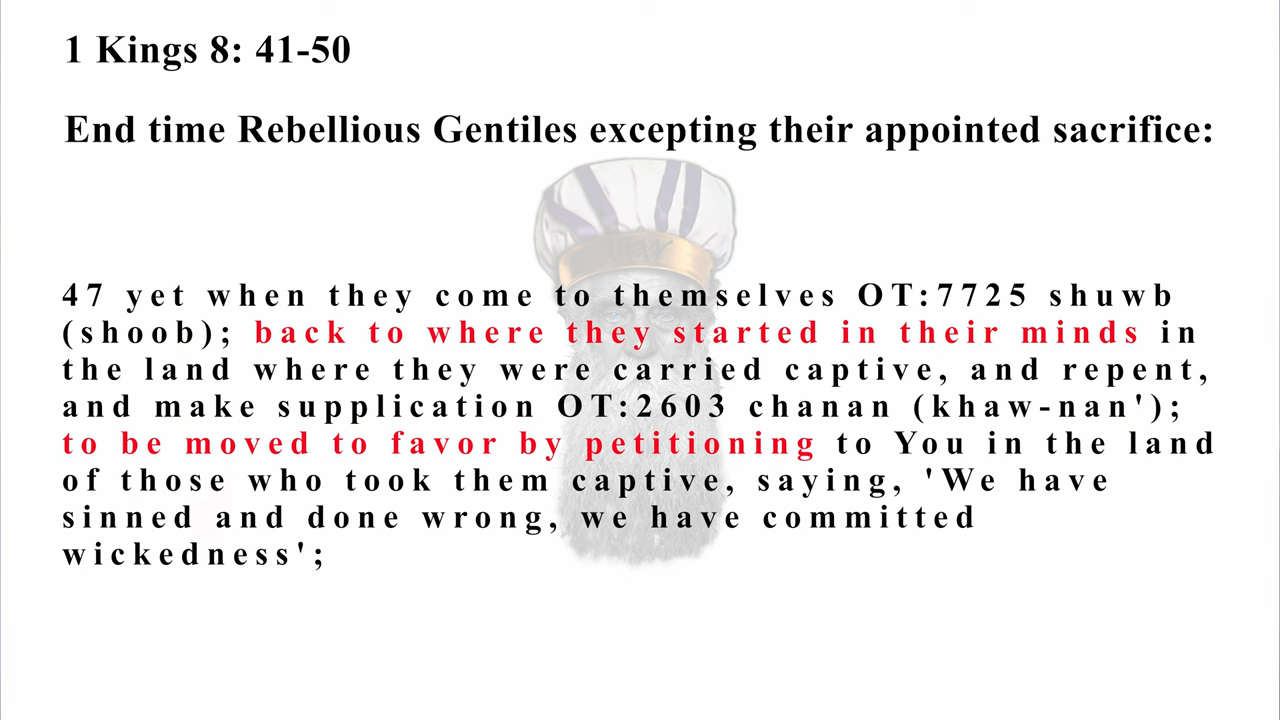 1 Kings 8: 41-50
End time Rebellious Gentiles excepting their appointed sacrifice:
47 yet when they come to themselves OT:7725 shuwb
(shoob); back to where they started in their minds in
the land where they were carried captive, and repent,
and make supplication OT:2603 chanan (khaw-nan');
to be moved to favor by petitioning to You in the land
of those who took them captive, saying, 'We have
sinned and done wrong, we have committed
wickedness';